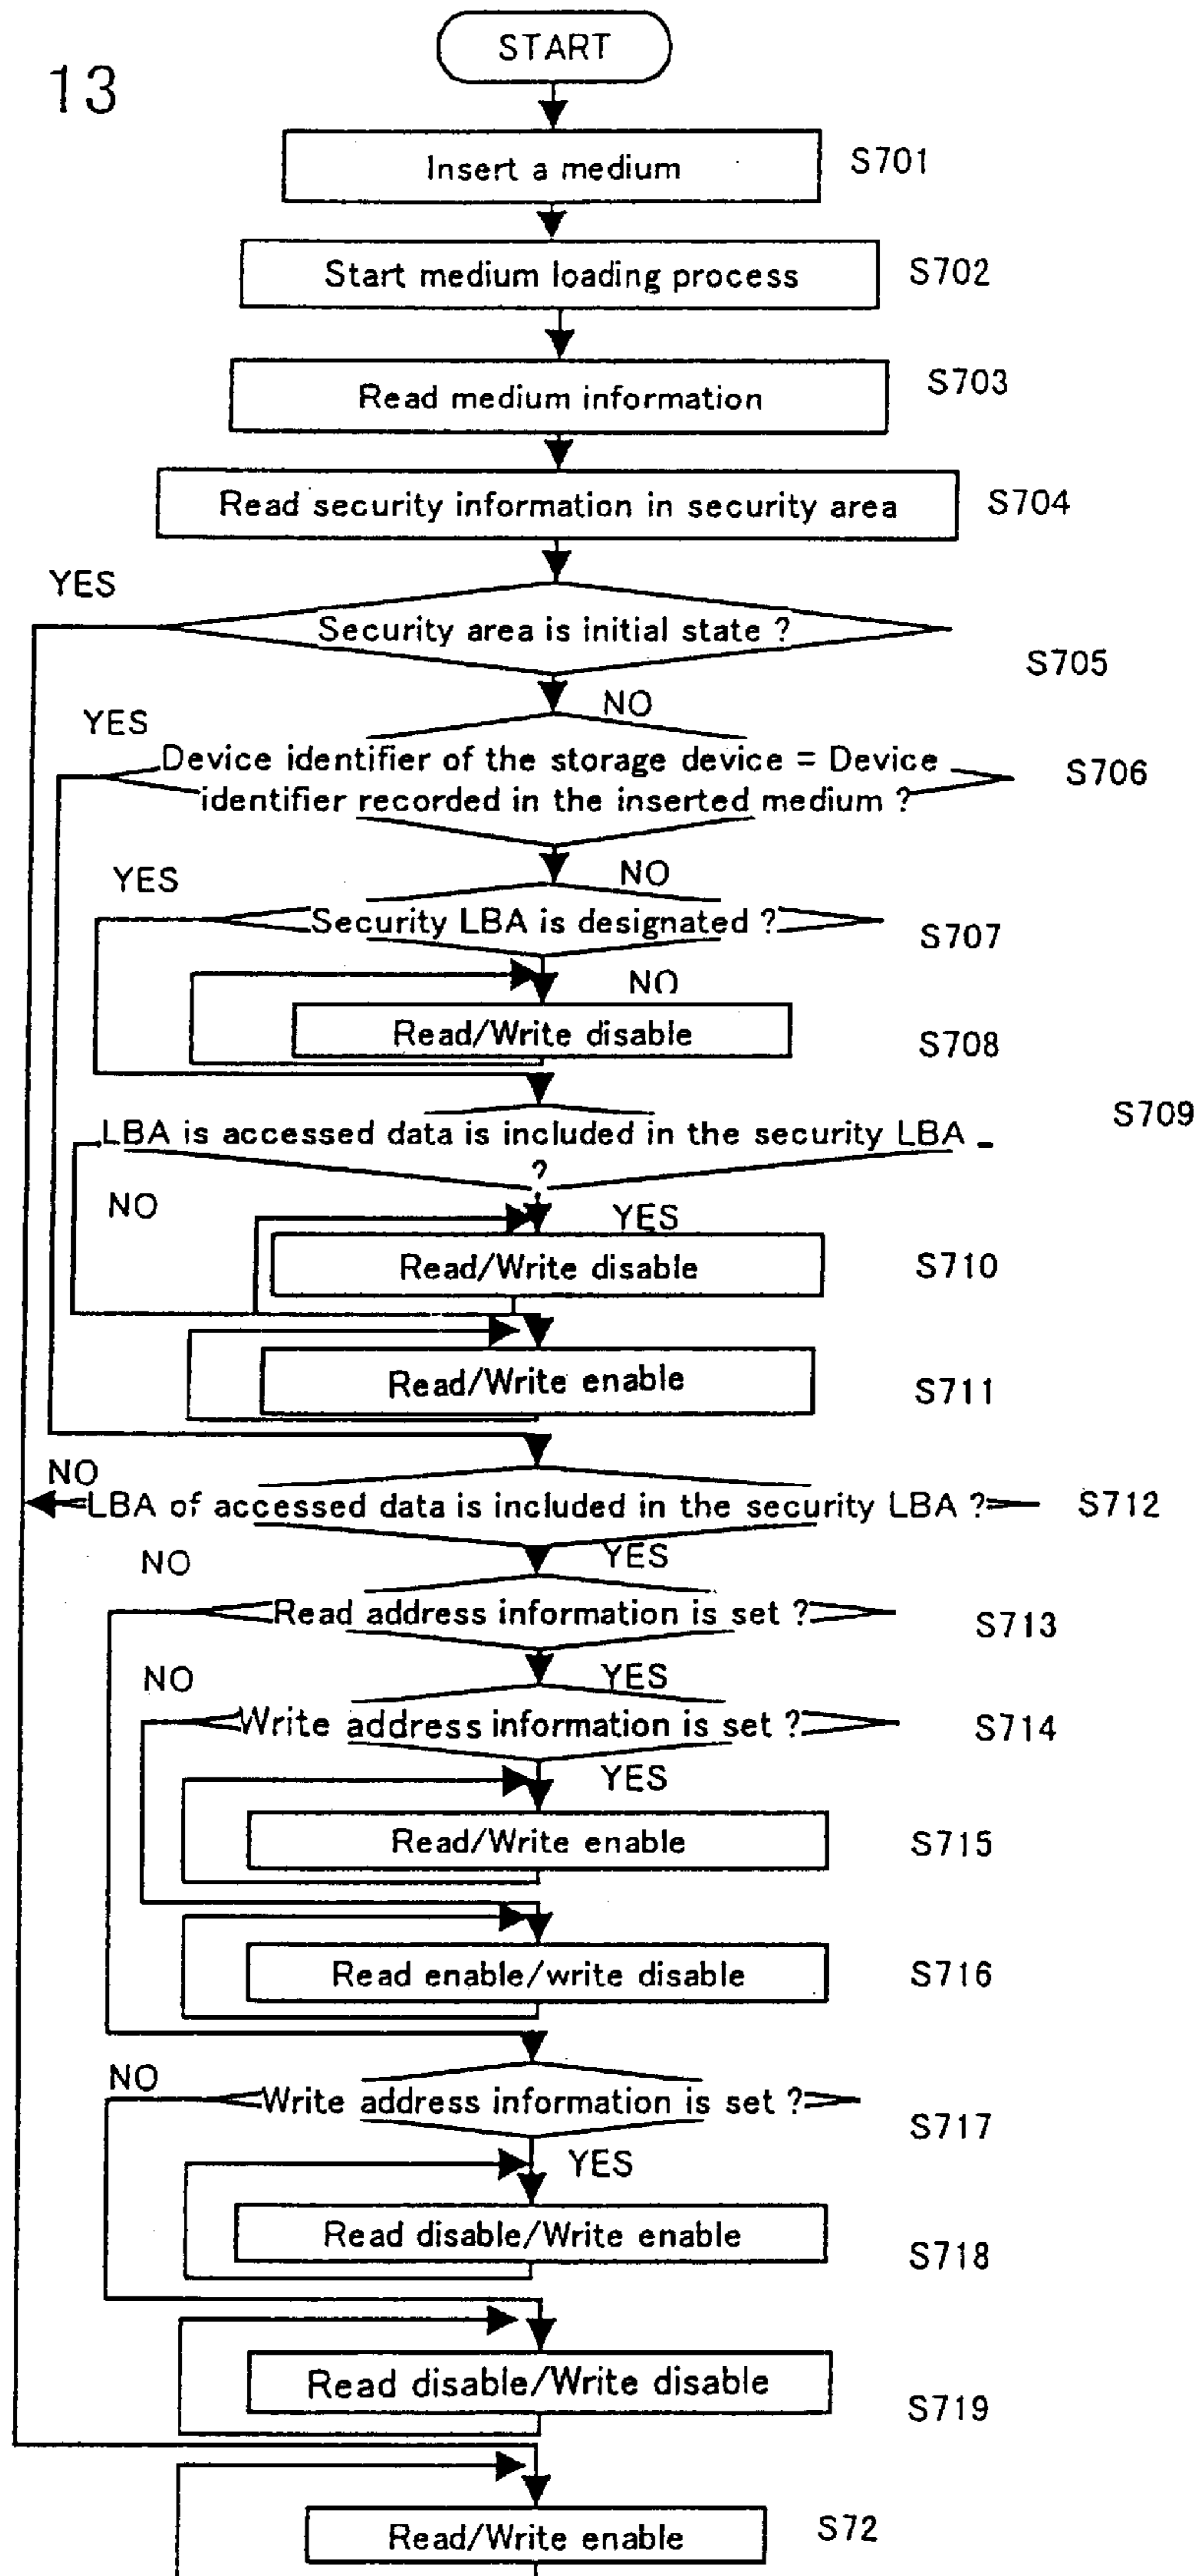 13
START
Insert a medium
S701
Start medium loading process
S702
Read medium information
S703
Read security information in security area
S704
YES
Security area is initial state ?
S705
NO
YES
Device identifier of the storage device = Device
identifier recorded in the inserted medium ?
S706
NO
YES
Security LBA is designated ?
S707
NO
Read/Write disable
S708
S709
LBA is accessed data is included in the security LBA
?
NO
YES
Read/Write disable
S710
Read/Write enable
S711
NO
LBA of accessed data is included in the security LBA ?
S712
YES
NO
Read address information is set ?
S713
YES
NO
Write address information is set ?
S714
YES
Read/Write enable
S715
Read enable/write disable
S716
NO
Write address information is set ?
S717
YES
Read disable/Write enable
S718
Read disable/Write disable
S719
Read/Write enable
S72